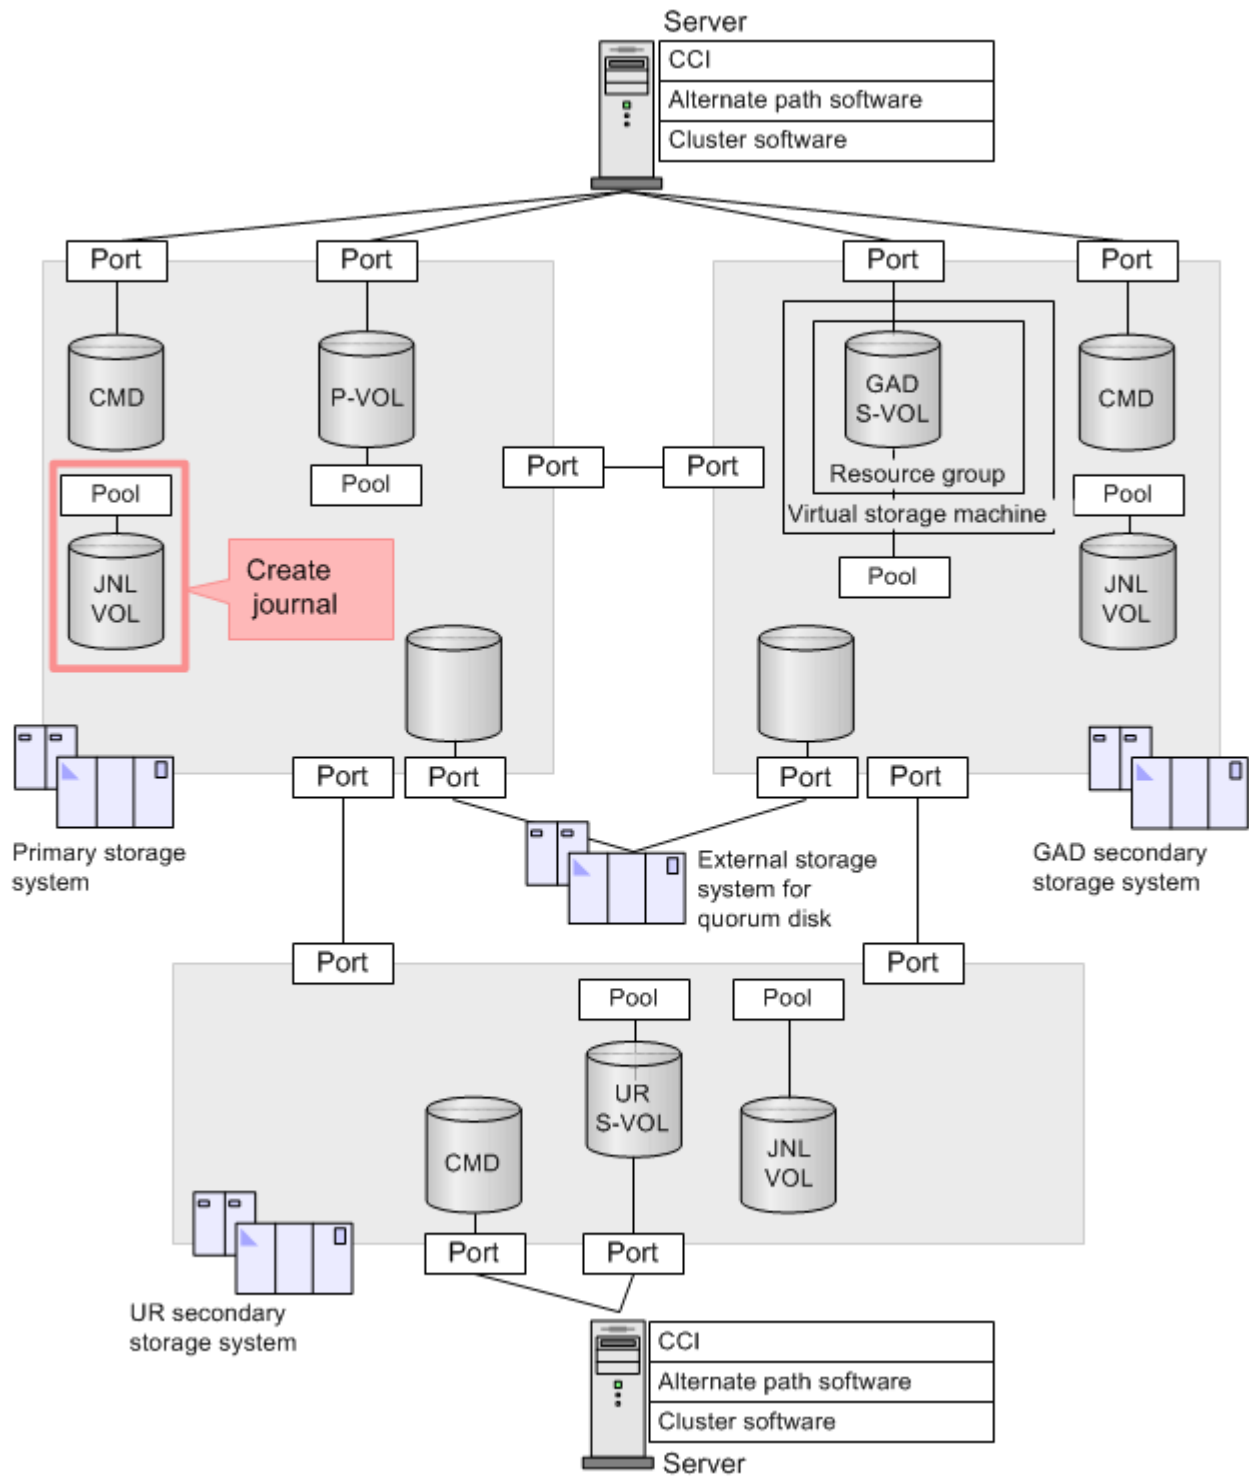 Server
CCI
Alternate path software
Cluster software
Port
Port
Port
Port
CMD
P-VOL
GAD
S-VOL
CMD
Port
Port
Pool
Pool
Resource group
Pool
Virtual storage machine
JNL
VOL
Create
journal
Pool
JNL
VOL
Port
Port
Port
Port
Primary storage
system
External storage
system for
quorum disk
GAD secondary
storage system
Port
Port
Pool
Pool
UR
S-VOL
CMD
JNL
VOL
Port
Port
UR secondary
storage system
CCI
Alternate path software
Cluster software
Server